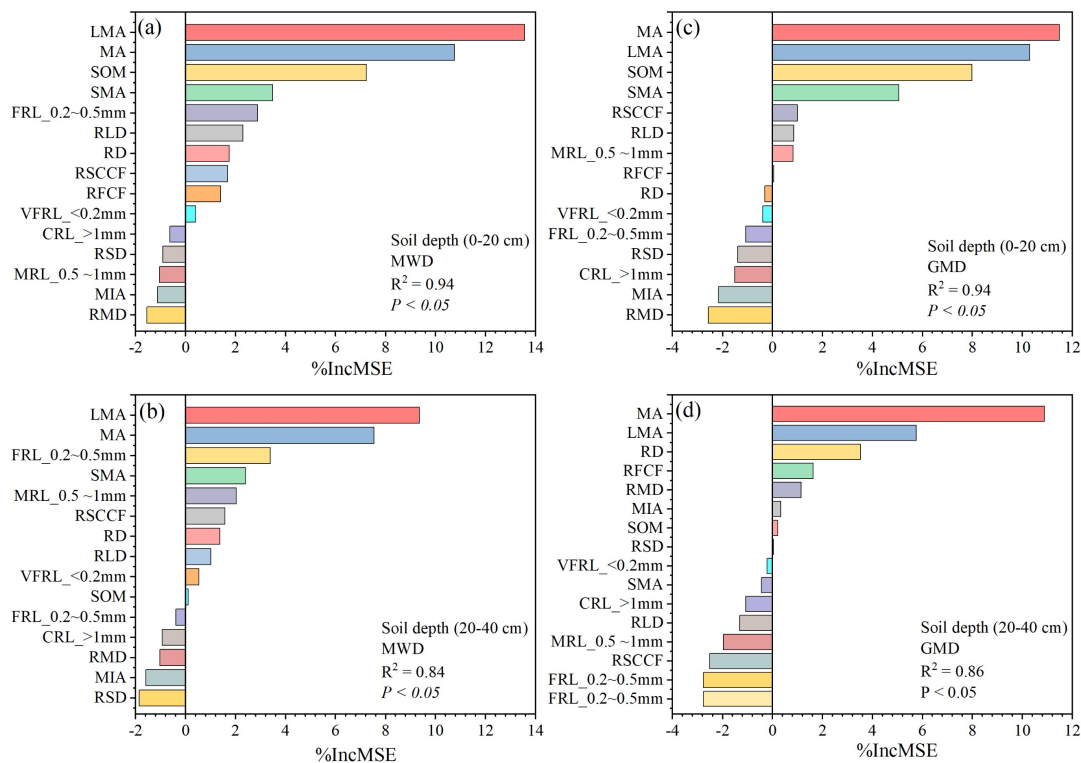 (a)
LMA
MA
SOM
SMA
FRL_0.2~0.5mm
RLD
RD
RSCCF
RFCF
VFRL_<0.2mm
CRL_>1mm
RSD
MRL_0.5 ~1mm
MIA
RMD
Soil depth (0-20 cm)
MWD
R² = 0.94
P < 0.05
-2 0 2 4 6 8 10 12 14
%IncMSE
(c)
MA
LMA
SOM
SMA
RSCCF
RLD
MRL_0.5 ~1mm
RFCF
RD
VFRL_<0.2mm
FRL_0.2~0.5mm
RSD
CRL_>1mm
MIA
RMD
Soil depth (0-20 cm)
GMD
R² = 0.94
P < 0.05
-4 -2 0 2 4 6 8 10 12
%IncMSE
(b)
LMA
MA
FRL_0.2~0.5mm
SMA
MRL_0.5 ~1mm
RSCCF
RD
RLD
VFRL_<0.2mm
SOM
FRL_0.2~0.5mm
CRL_>1mm
RMD
MIA
RSD
Soil depth (20-40 cm)
MWD
R² = 0.84
P < 0.05
-2 0 2 4 6 8 10 12 14
%IncMSE
(d)
MA
LMA
RD
RFCF
RMD
MIA
SOM
RSD
VFRL_<0.2mm
SMA
CRL_>1mm
RLD
MRL_0.5 ~1mm
RSCCF
FRL_0.2~0.5mm
FRL_0.2~0.5mm
Soil depth (20-40 cm)
GMD
R² = 0.86
P < 0.05
-4 -2 0 2 4 6 8 10 12
%IncMSE